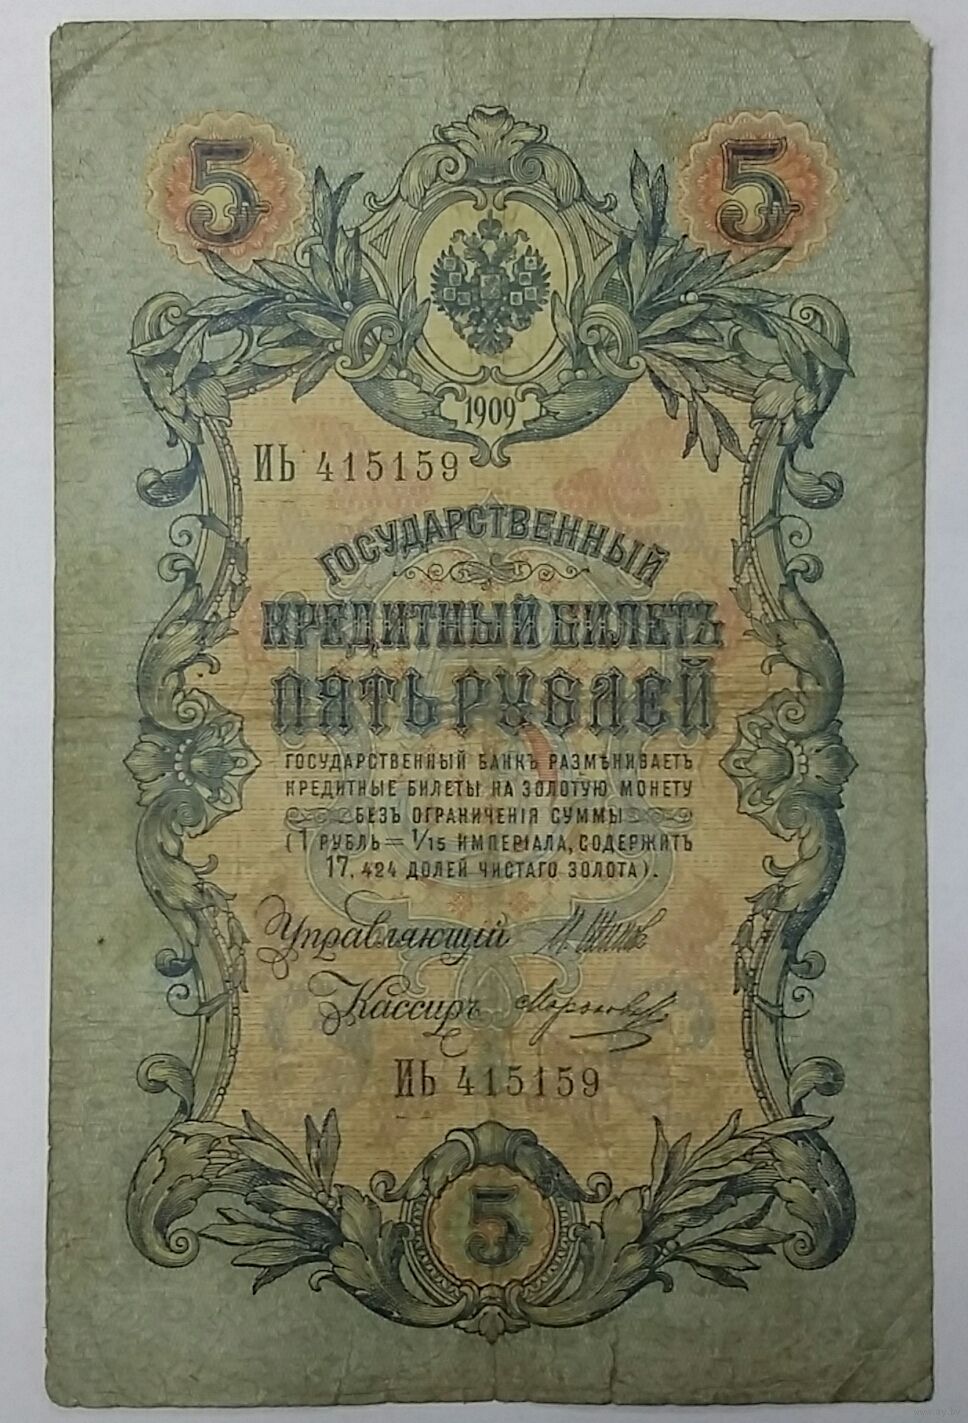 5 5
1909
ИЬ 415159
ГОСУДАРСТВЕННЫЙ
КРЕДИТНЫЙ БИЛЕТЪ
ПЯТЬ РУБЛЕЙ
ГОСУДАРСТВЕННЫЙ БАНКЪ РАЗМѢНИВАЕТЪ
КРЕДИТНЫЕ БИЛЕТЫ НА ЗОЛОТУЮ МОНЕТУ
БЕЗЪ ОГРАНИЧЕНІЯ СУММЫ
(1 РУБЛЬ = 1/15 ИМПЕРІАЛА, СОДЕРЖИТЪ
17, 424 ДОЛЕЙ ЧИСТАГО ЗОЛОТА).
Управляющій
Кассиръ
ИЬ 415159
5